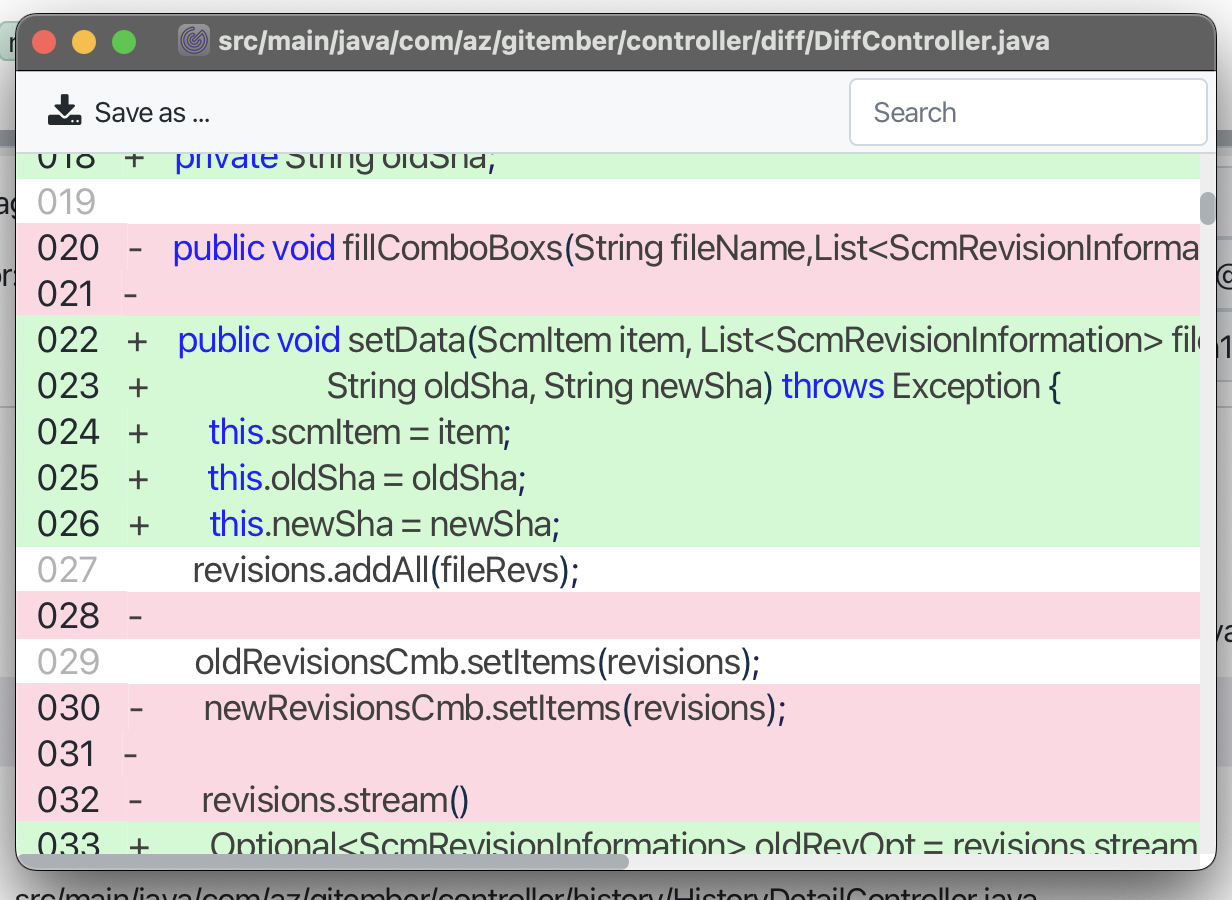 src/main/java/com/az/gitember/controller/diff/DiffController.java
Save as ...
Search
018 + private String oldSha;
019
020 - public void fillComboBoxs(String fileName,List<ScmRevisionInforma
021 -
022 + public void setData(ScmItem item, List<ScmRevisionInformation> file
023 + String oldSha, String newSha) throws Exception {
024 + this.scmItem = item;
025 + this.oldSha = oldSha;
026 + this.newSha = newSha;
027 revisions.addAll(fileRevs);
028 -
029 oldRevisionsCmb.setItems(revisions);
030 - newRevisionsCmb.setItems(revisions);
031 -
032 - revisions.stream()
033 + Optional<ScmRevisionInformation> oldRevOpt = revisions.stream
src/main/java/com/az/gitember/controller/history/HistoryDetailController.java